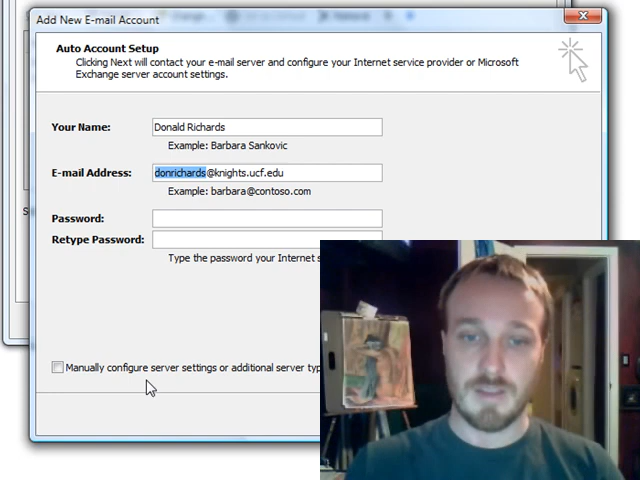 Add New E-mail Account
Auto Account Setup
Clicking Next will contact your e-mail server and configure your Internet service provider or Microsoft
Exchange server account settings.
Your Name: Donald Richards
Example: Barbara Sankovic
E-mail Address: donrichards@knights.ucf.edu
Example: barbara@contoso.com
Password:
Retype Password:
Type the password your Internet
Manually configure server settings or additional server